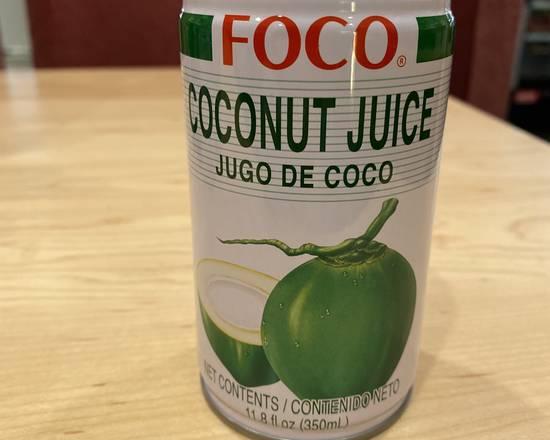 FOCO®
COCONUT JUICE
JUGO DE COCO
NET CONTENTS / CONTENIDO NETO
11.8 fl oz (350mL)